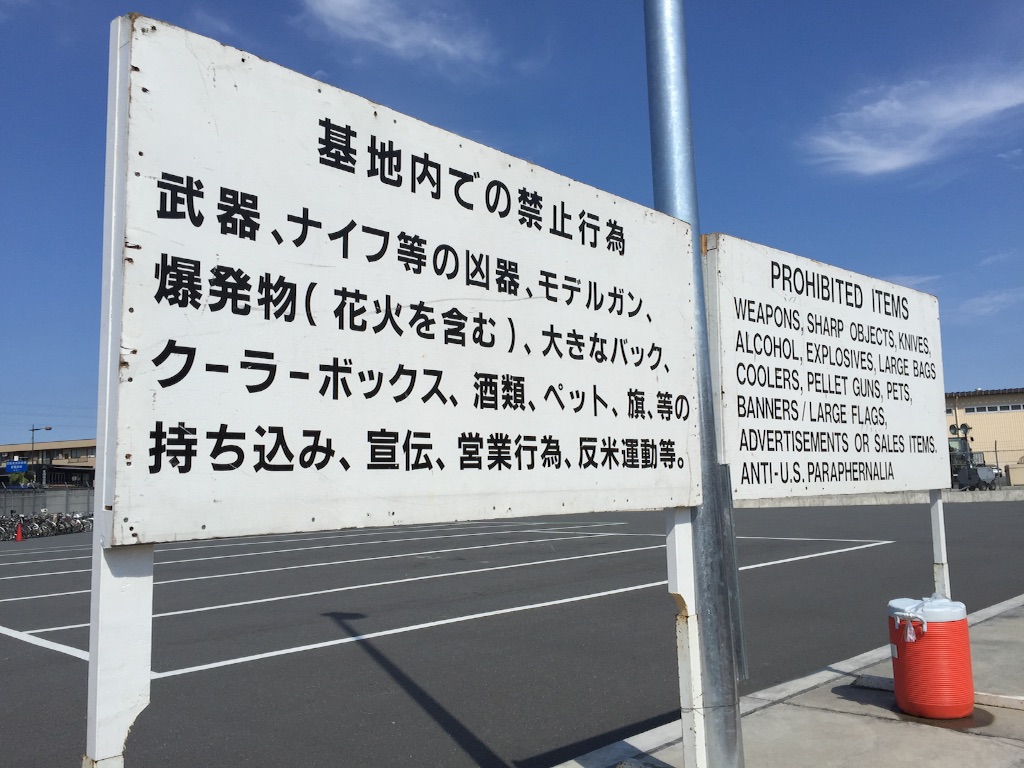 基地内での禁止行為
武器、ナイフ等の凶器、モデルガン、
爆発物(花火を含む)、大きなバック、
クーラーボックス、酒類、ペット、旗、等の
持ち込み、宣伝、営業行為、反米運動等。
PROHIBITED ITEMS
WEAPONS, SHARP OBJECTS, KNIVES,
ALCOHOL, EXPLOSIVES, LARGE BAGS
COOLERS, PELLET GUNS, PETS,
BANNERS / LARGE FLAGS,
ADVERTISEMENTS OR SALES ITEMS.
ANTI-U.S. PARAPHERNALIA